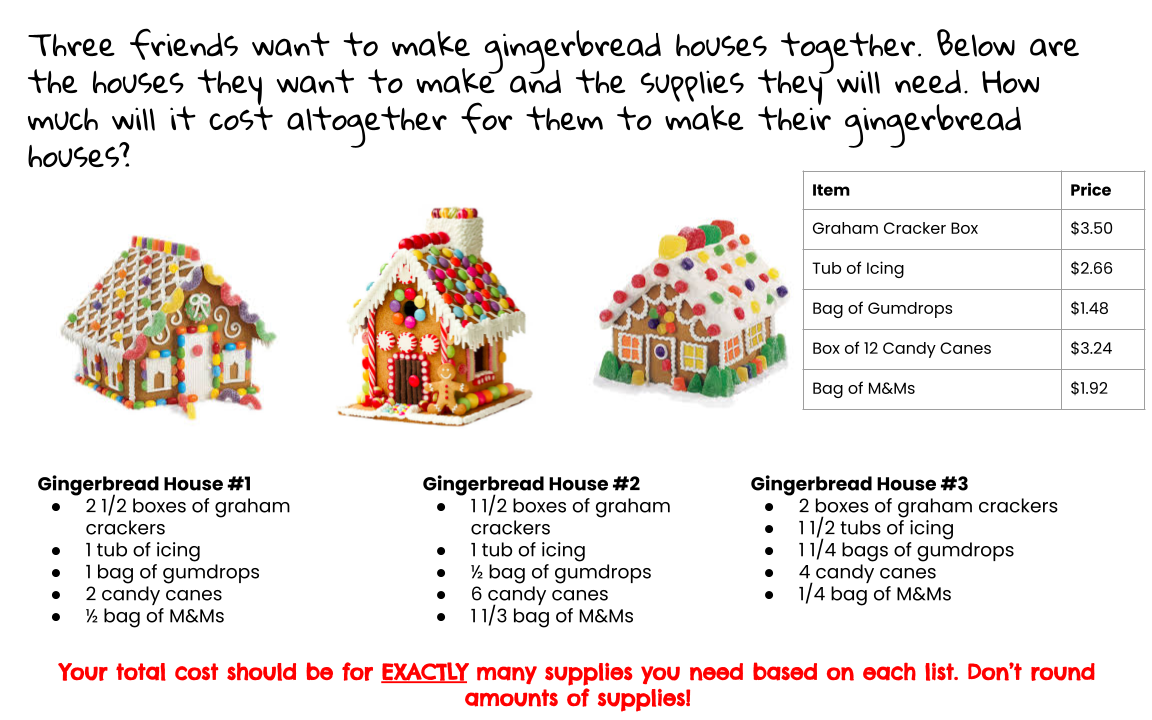 Three friends want to make gingerbread houses together. Below are
the houses they want to make and the supplies they will need. How
much will it cost altogether for them to make their gingerbread
houses?
Item Price
Graham Cracker Box $3.50
Tub of Icing $2.66
Bag of Gumdrops $1.48
Box of 12 Candy Canes $3.24
Bag of M&Ms $1.92
Gingerbread House #1
● 2 1/2 boxes of graham
crackers
● 1 tub of icing
● 1 bag of gumdrops
● 2 candy canes
● ½ bag of M&Ms
Gingerbread House #2
● 1 1/2 boxes of graham
crackers
● 1 tub of icing
● ½ bag of gumdrops
● 6 candy canes
● 1 1/3 bag of M&Ms
Gingerbread House #3
● 2 boxes of graham crackers
● 1 1/2 tubs of icing
● 1 1/4 bags of gumdrops
● 4 candy canes
● 1/4 bag of M&Ms
Your total cost should be for EXACTLY many supplies you need based on each list. Don't round
amounts of supplies!